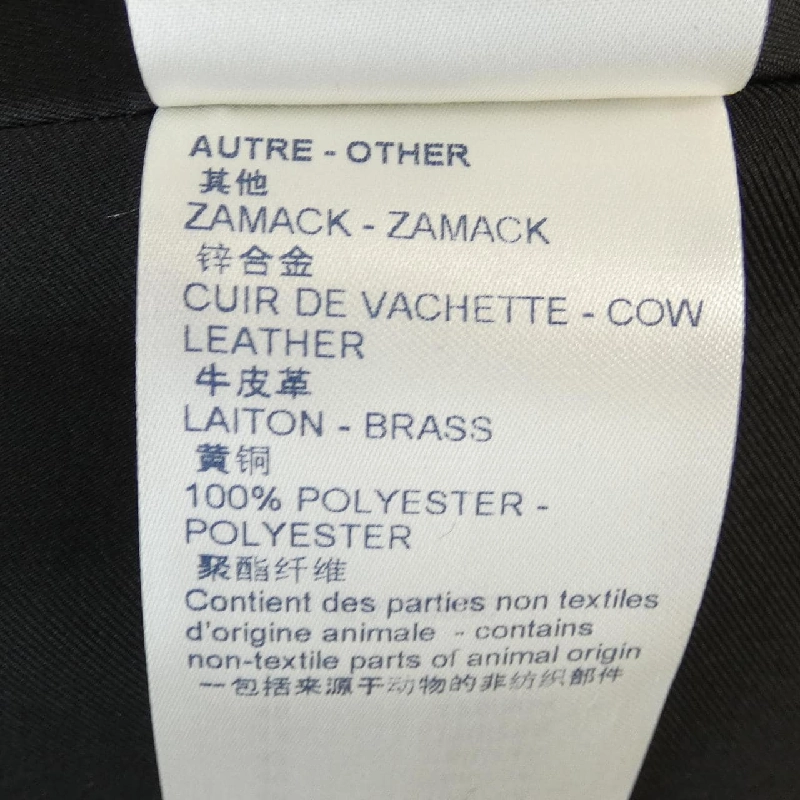 AUTRE - OTHER
其他
ZAMACK - ZAMACK
锌合金
CUIR DE VACHETTE - COW
LEATHER
牛皮革
LAITON - BRASS
黄铜
100% POLYESTER -
POLYESTER
聚酯纤维
Contient des parties non textiles
d'origine animale - contains
non-textile parts of animal origin
一包括来源于动物的非纺织部件